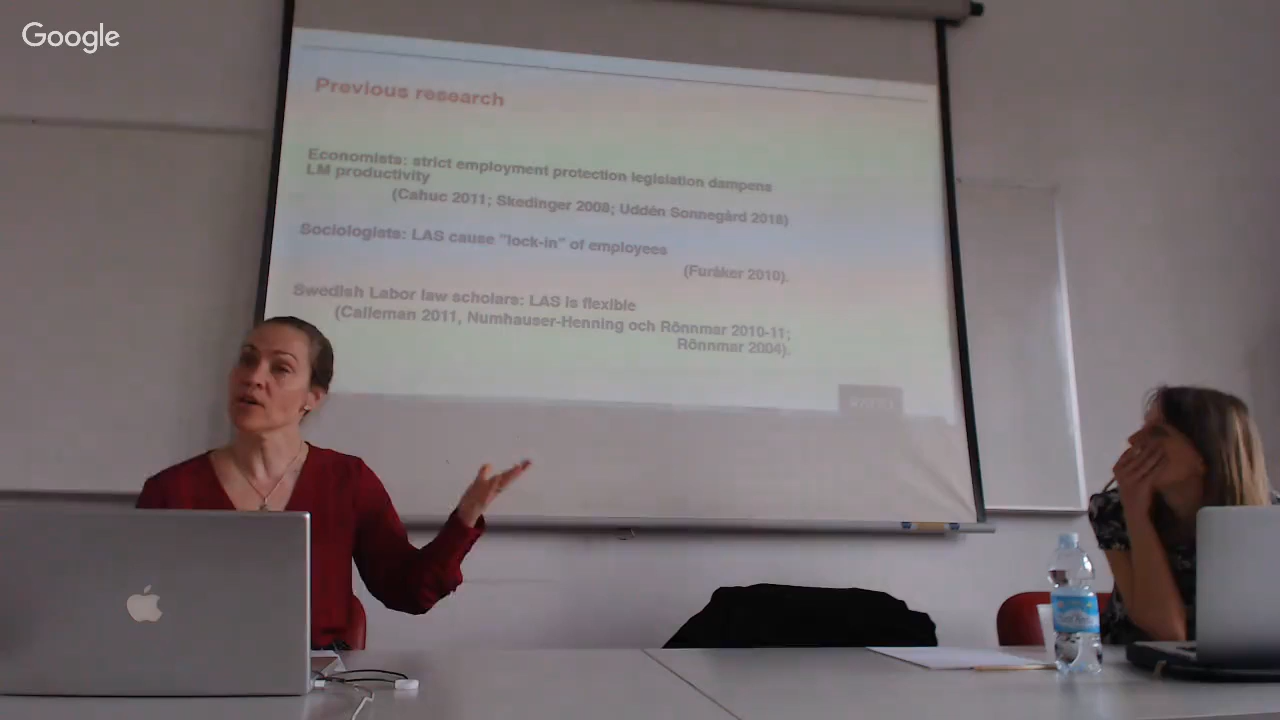 Google
Previous research
Economists: strict employment protection legislation dampens
LM productivity
(Cahuc 2011; Skedinger 2008; Uddén Sonnegård 2018)
Sociologists: LAS cause "lock-in" of employees
(Furåker 2010).
Swedish Labor law scholars: LAS is flexible
(Calleman 2011, Numhauser-Henning och Rönnmar 2010-11;
Rönnmar 2004).